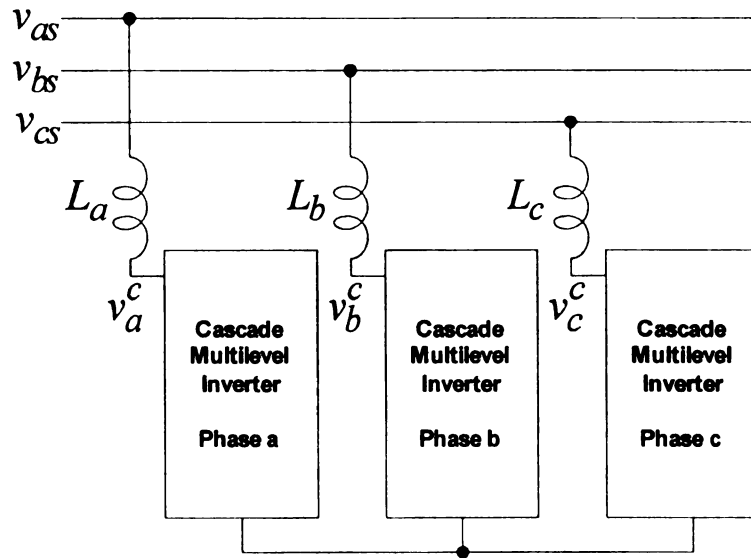 v_as
v_bs
v_cs
L_a
L_b
L_c
v_a^c
v_b^c
v_c^c
Cascade
Multilevel
Inverter
Phase a
Cascade
Multilevel
Inverter
Phase b
Cascade
Multilevel
Inverter
Phase c